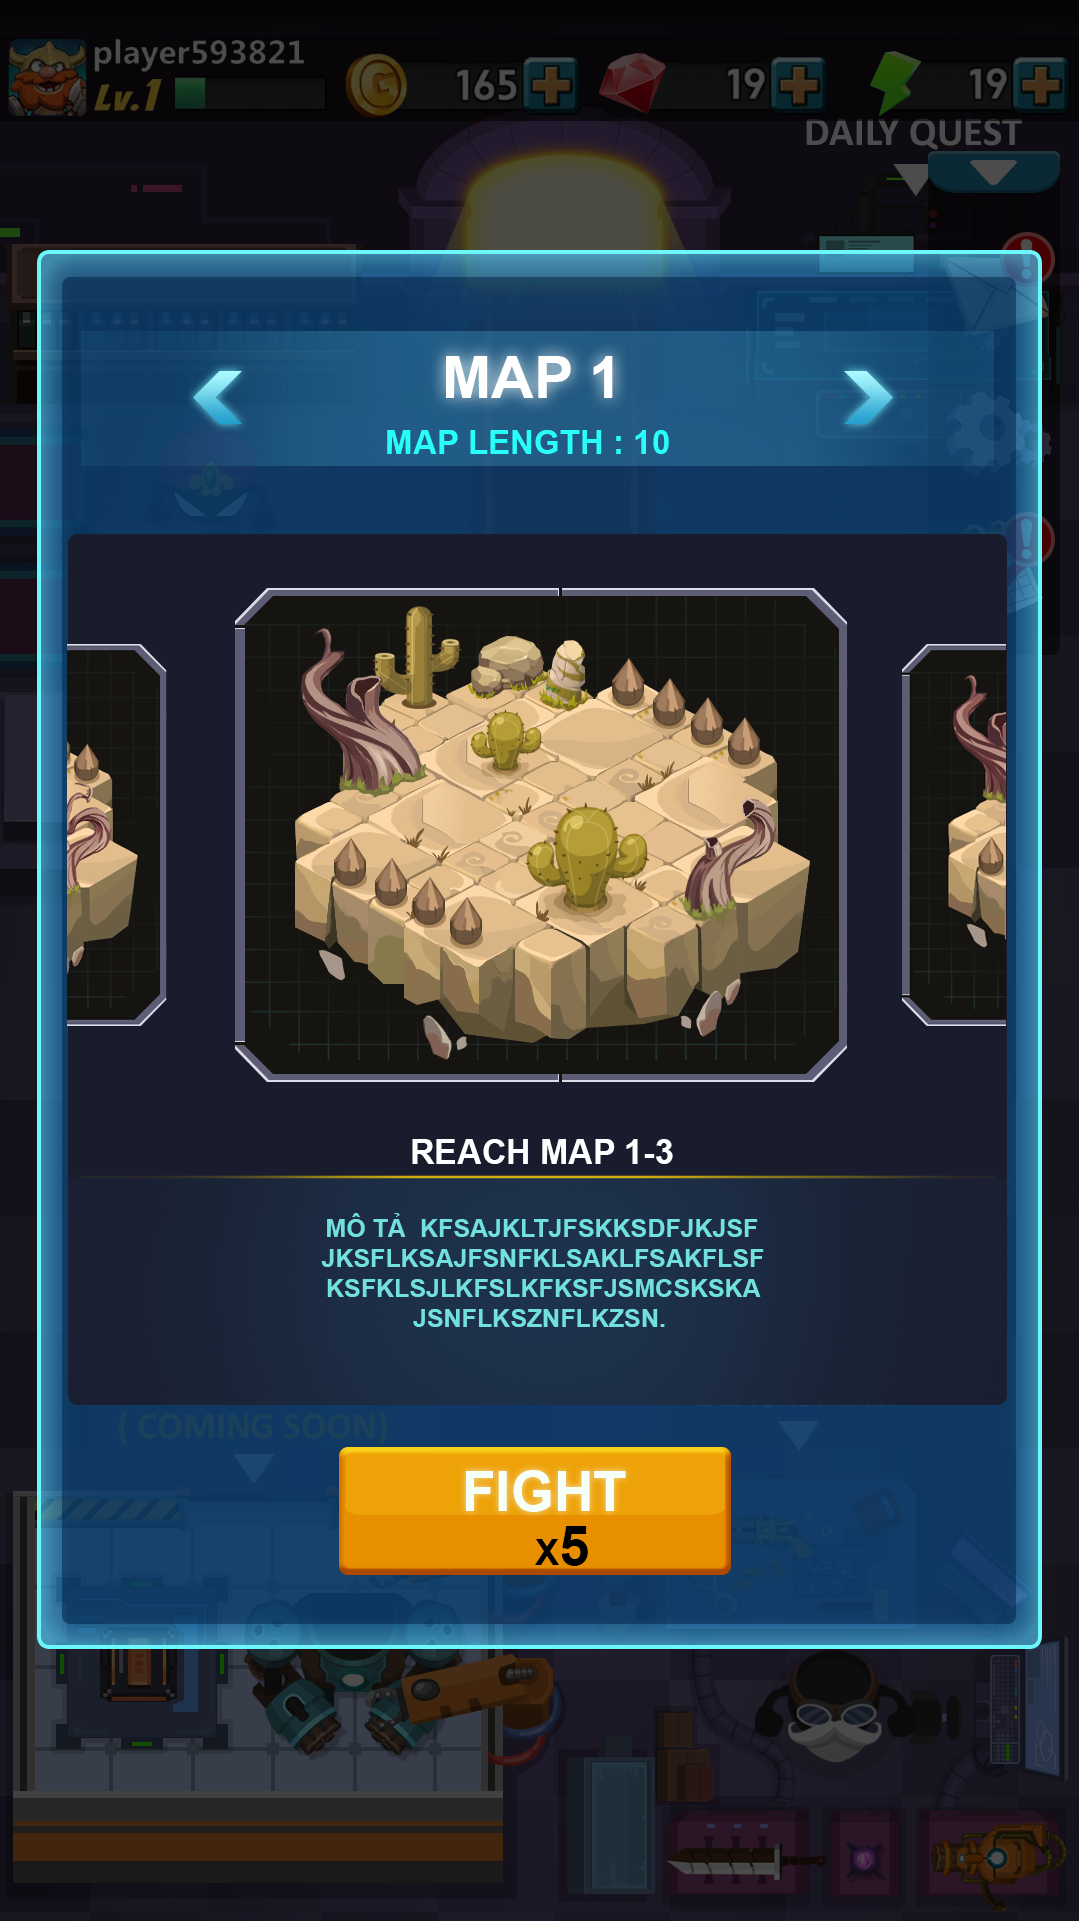 player593821
Lv.1
165
19
19
DAILY QUEST
MAP 1
MAP LENGTH : 10
REACH MAP 1-3
MÔ TẢ KFSAJKLTJFSKKSDFJKJSF
JKSFLKSAJFSNFKLSAKLFSAKFLSF
KSFKLSJLKFSLKFKSFJSMCSKSKA
JSNFLKSZNFLKZSN.
( COMING SOON)
FIGHT
x5